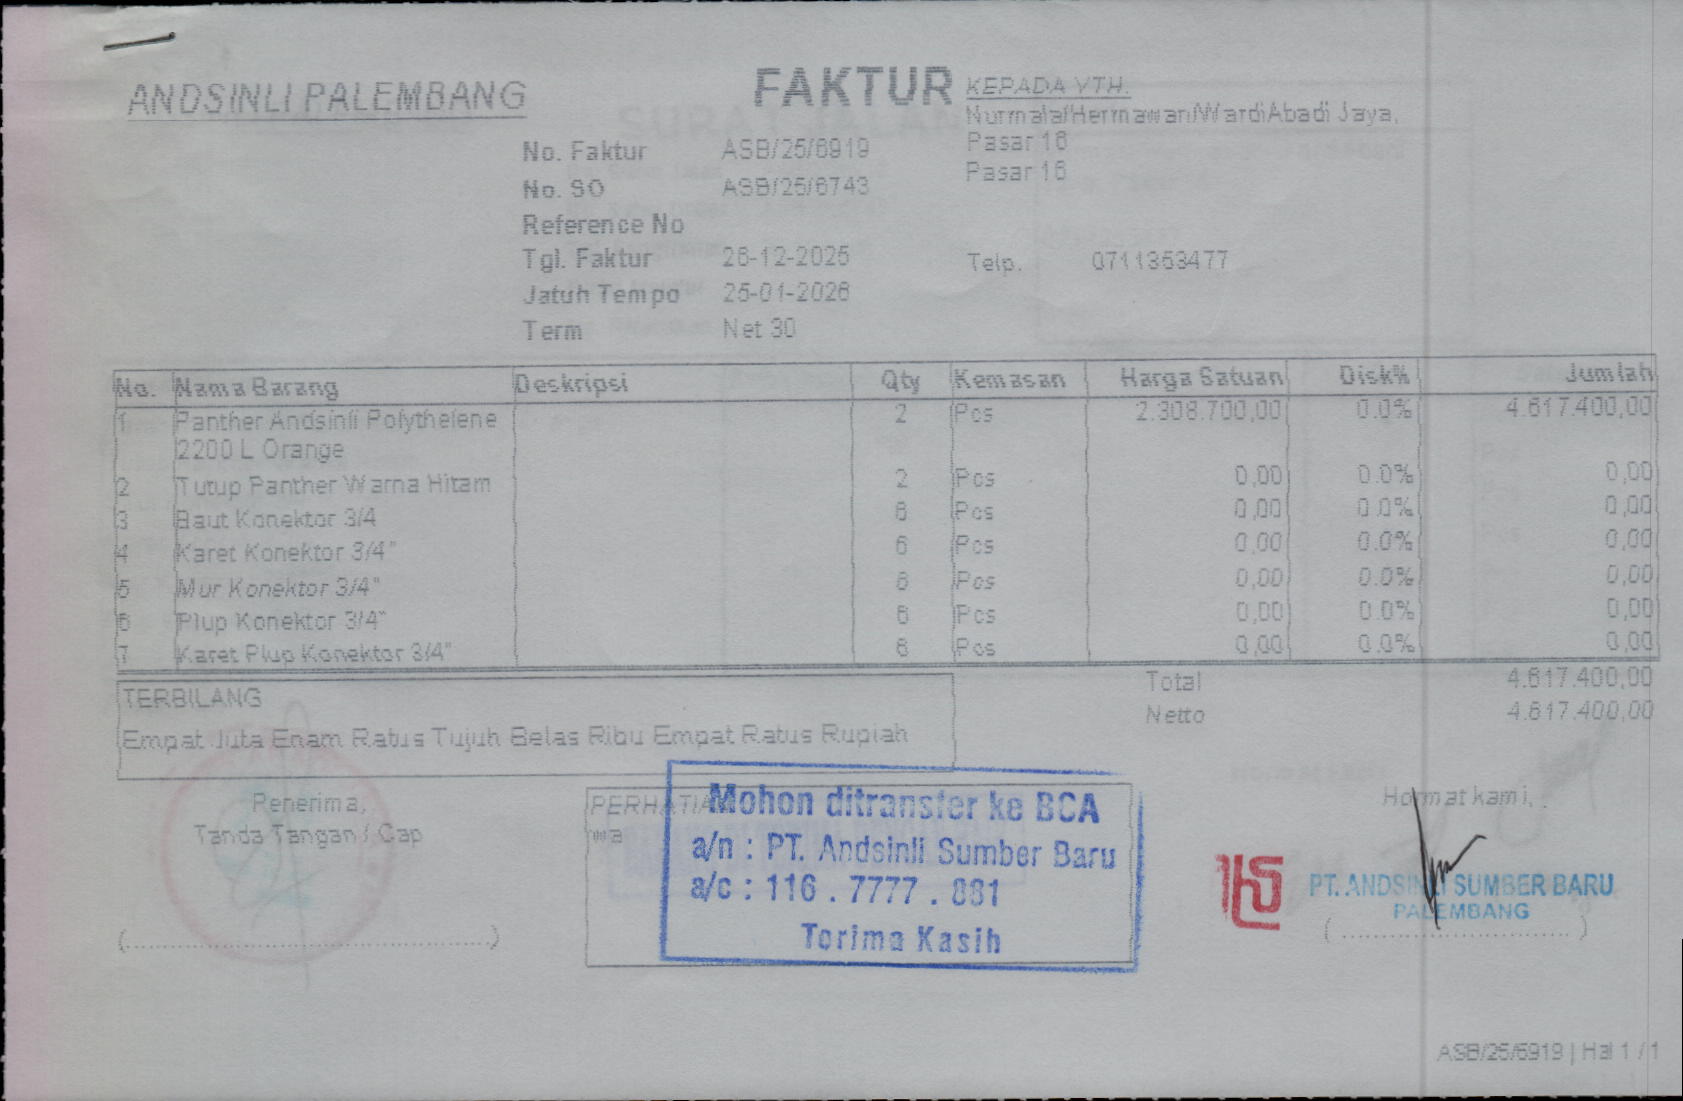 ANDSINLI PALEMBANG
FAKTUR
KEPADA YTH.
Nurmala/Hermawan/WardiAbadi Jaya,
Pasar 16
Pasar 16
No. Faktur ASB/25/6919
No. SO ASB/25/6743
Reference No
Tgl. Faktur 26-12-2025
Telp. 0711353477
Jatuh Tempo 25-01-2026
Term Net 30
No. Nama Barang Deskripsi Qty Kemasan Harga Satuan Disk% Jumlah
1 Panther Andsinli Polythelene 2 Pcs 2.308.700,00 0.0% 4.617.400,00
2200 L Orange
2 Tutup Panther Warna Hitam 2 Pcs 0,00 0.0% 0,00
3 Baut Konektor 3/4 6 Pcs 0,00 0.0% 0,00
4 Karet Konektor 3/4" 6 Pcs 0,00 0.0% 0,00
5 Mur Konektor 3/4" 6 Pcs 0,00 0.0% 0,00
6 Plup Konektor 3/4" 6 Pcs 0,00 0.0% 0,00
7 Karet Plup Konektor 3/4" 6 Pcs 0,00 0.0% 0,00
Total 4.617.400,00
Netto 4.617.400,00
TERBILANG
Empat Juta Enam Ratus Tujuh Belas Ribu Empat Ratus Rupiah
Penerima,
Tanda Tangan / Cap
(..........................................)
Mohon ditransfer ke BCA
a/n : PT. Andsinli Sumber Baru
a/c : 116 . 7777 . 881
Terima Kasih
Hormat kami,
PT. ANDSINLI SUMBER BARU
PALEMBANG
( .............................. )
ASB/25/6919 | Hal 1 / 1